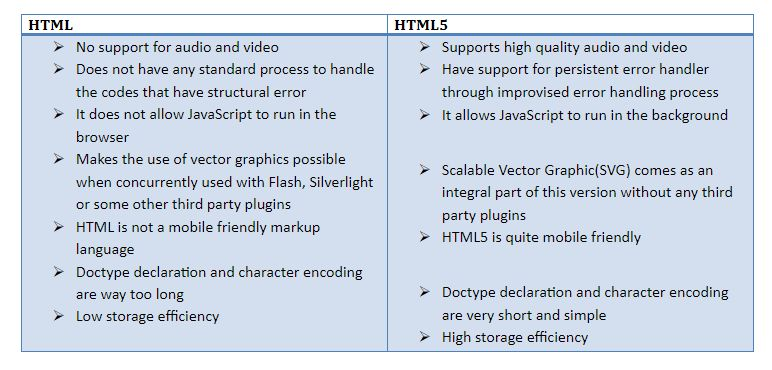 HTML
No support for audio and video
Does not have any standard process to handle
the codes that have structural error
It does not allow JavaScript to run in the
browser
Makes the use of vector graphics possible
when concurrently used with Flash, Silverlight
or some other third party plugins
HTML is not a mobile friendly markup
language
Doctype declaration and character encoding
are way too long
Low storage efficiency
HTML5
Supports high quality audio and video
Have support for persistent error handler
through improvised error handling process
It allows JavaScript to run in the background
Scalable Vector Graphic(SVG) comes as an
integral part of this version without any third
party plugins
HTML5 is quite mobile friendly
Doctype declaration and character encoding
are very short and simple
High storage efficiency